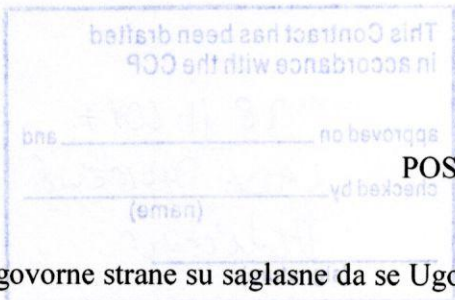 This Contract has been drafted
in accordance with the CCP
approved on and
checked by
(name)
POS
govorne strane su saglasne da se Ugo